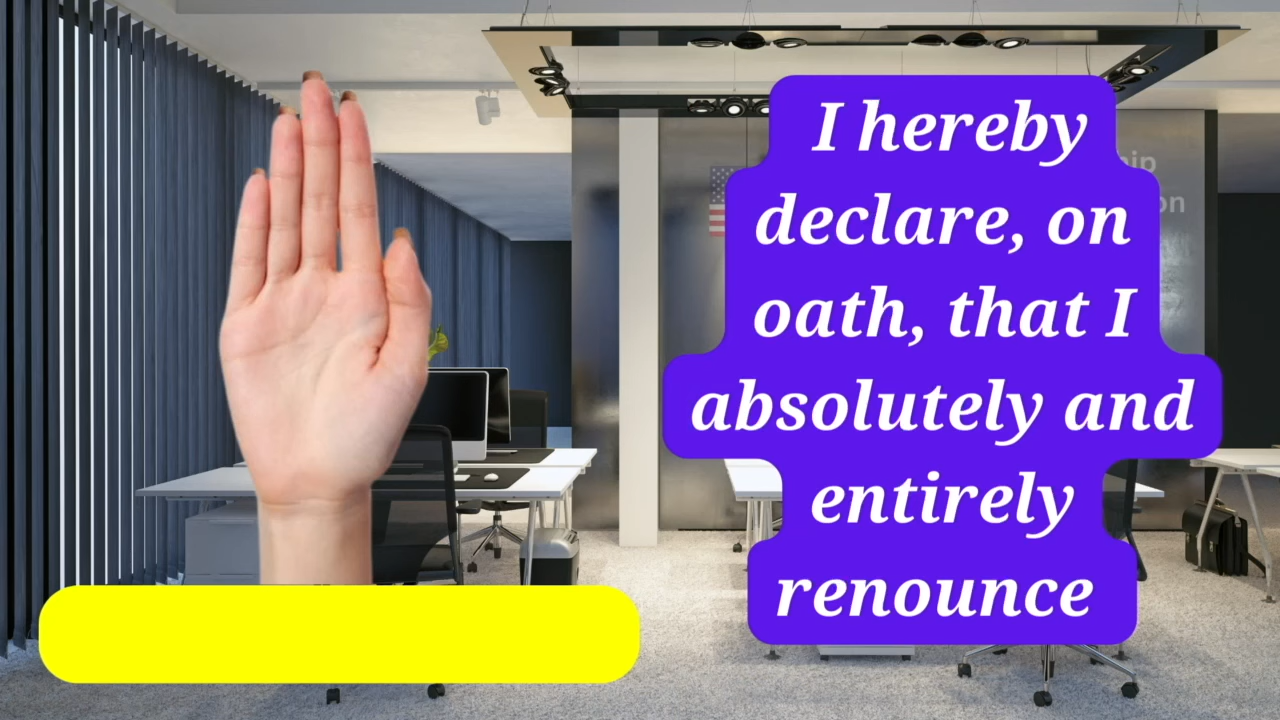 I hereby
declare, on
oath, that I
absolutely and
entirely
renounce